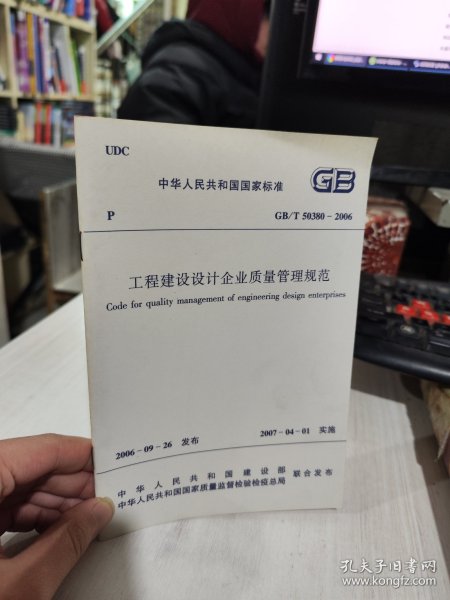 UDC
中华人民共和国国家标准
GB
P
GB/T 50380-2006
工程建设设计企业质量管理规范
Code for quality management of engineering design enterprises
2006-09-26 发布
2007-04-01 实施
中华人民共和国建设部
中华人民共和国国家质量监督检验检疫总局
联合发布
孔夫子旧书网
www.kongfz.com